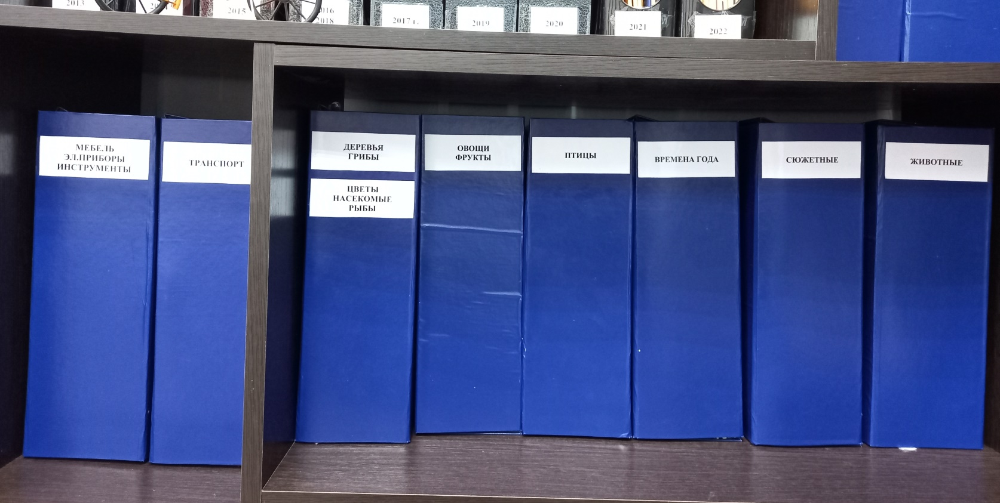 2013
2015
2016
2018
2017 г.
2019
2020
2021
2022
МЕБЕЛЬ
ЭЛ.ПРИБОРЫ
ИНСТРУМЕНТЫ
ТРАНСПОРТ
ДЕРЕВЬЯ
ГРИБЫ
ЦВЕТЫ
НАСЕКОМЫЕ
РЫБЫ
ОВОЩИ
ФРУКТЫ
ПТИЦЫ
ВРЕМЕНА ГОДА
СЮЖЕТНЫЕ
ЖИВОТНЫЕ